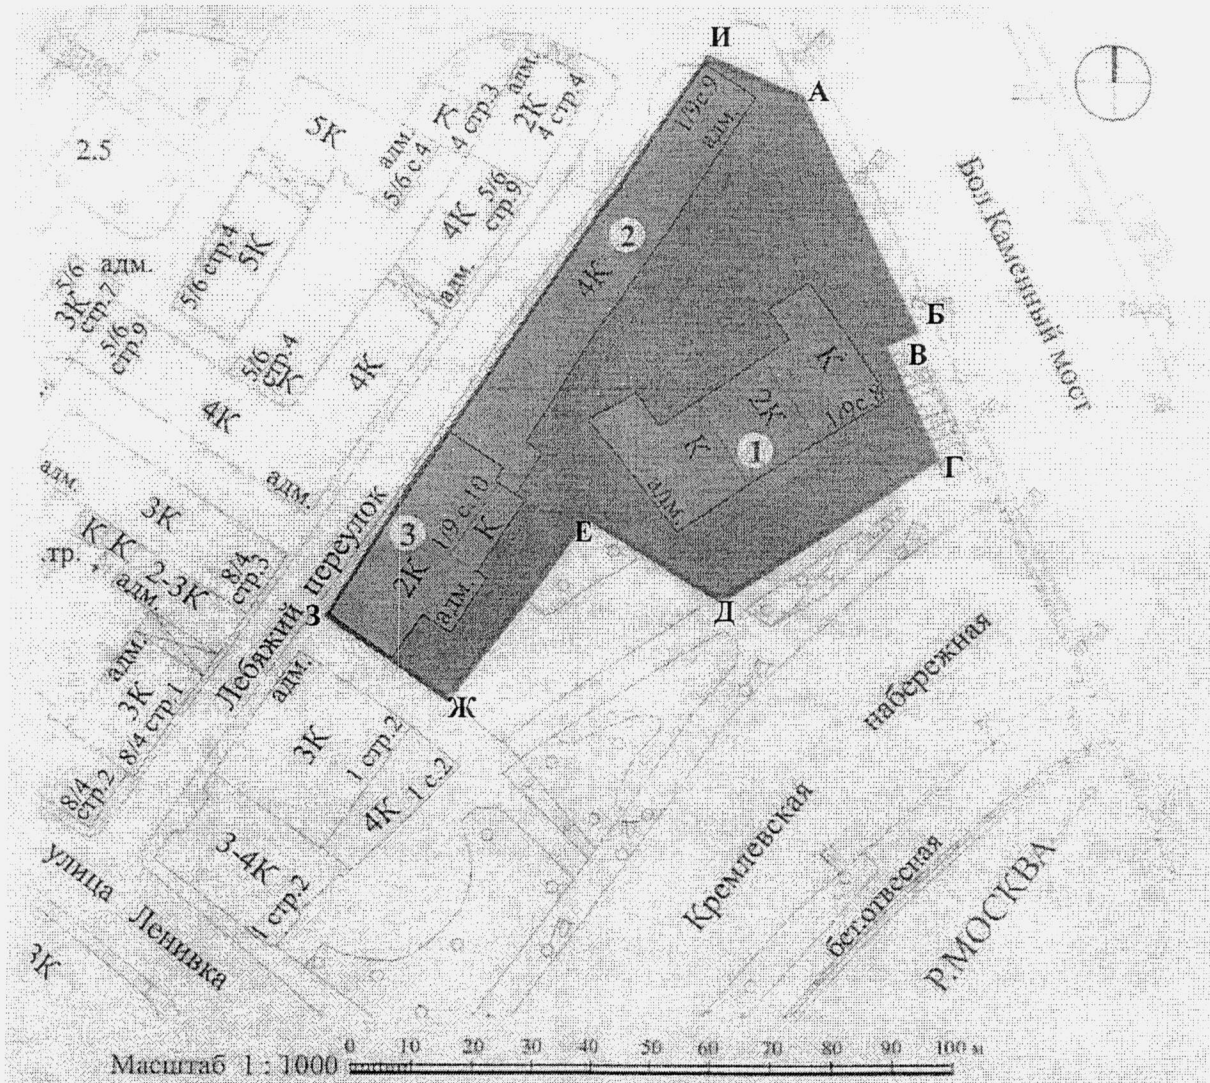 И
А
1/9с.9
адм.
адм.
2К
4 стр.4
К
4 стр.3
5К
адм.
5/6 с.4
2.5
4К
5/6
стр.9
адм.
2
4К
5/6 стр.4
5К
адм.
5/6
3К
стр.7
5/6
стр.9
Бол.Каменный мост
Б
В
5/6
стр.4
5К
4К
4К
К
2К
1/9с.8
К
1
адм.
Г
адм.
адм.
3К
Лебяжий переулок
3
1/9 с.10
К
2К
адм.
Е
К К 2-3К
8/4
стр.3
.тр.
адм.
З
Д
Ж
адм.
3К
8/4 стр.1
адм.
3К
1 стр.2
4К 1 с.2
8/4
стр.2
3-4К
1 стр.2
улица Ленивка
3К
Кремлевская набережная
бет.отвесная
Р.МОСКВА
Масштаб 1 : 1000
0 10 20 30 40 50 60 70 80 90 100 м